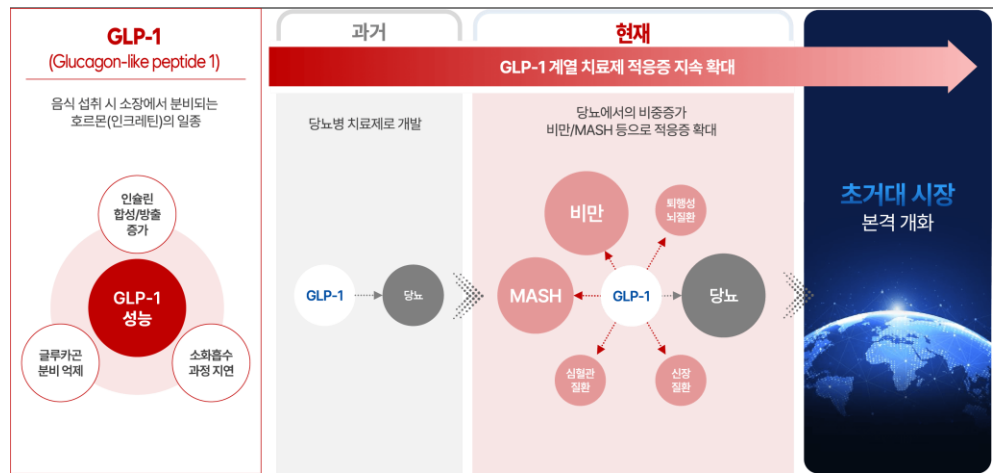 GLP-1
(Glucagon-like peptide 1)
음식 섭취 시 소장에서 분비되는
호르몬(인크레틴)의 일종
인슐린
합성/방출
증가
GLP-1
성능
글루카곤
분비 억제
소화흡수
과정 지연
과거
현재
GLP-1 계열 치료제 적응증 지속 확대
당뇨병 치료제로 개발
GLP-1
당뇨
당뇨에서의 비중증가
비만/MASH 등으로 적응증 확대
비만
퇴행성
뇌질환
MASH
GLP-1
당뇨
심혈관
질환
신장
질환
초거대 시장
본격 개화